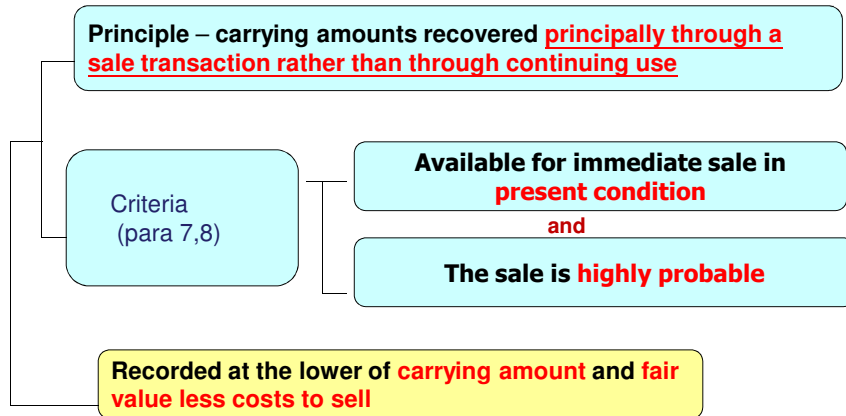 Principle – carrying amounts recovered principally through a
sale transaction rather than through continuing use
Criteria
(para 7,8)
Available for immediate sale in
present condition
and
The sale is highly probable
Recorded at the lower of carrying amount and fair
value less costs to sell